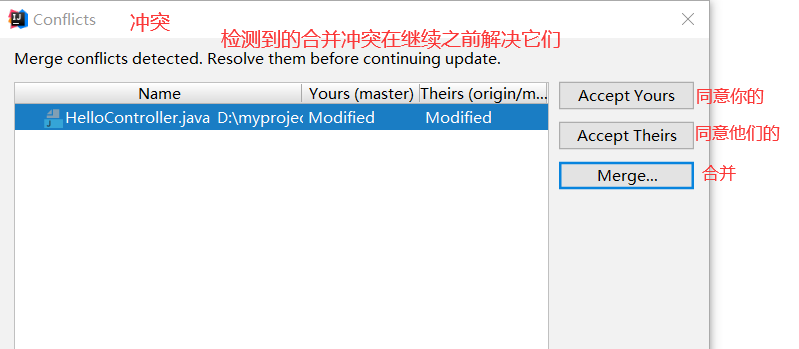 Conflicts 冲突
检测到的合并冲突在继续之前解决它们
Merge conflicts detected. Resolve them before continuing update.
Name Yours (master) Theirs (origin/m...
HelloController.java D:\myprojec Modified Modified
Accept Yours 同意你的
Accept Theirs 同意他们的
Merge... 合并